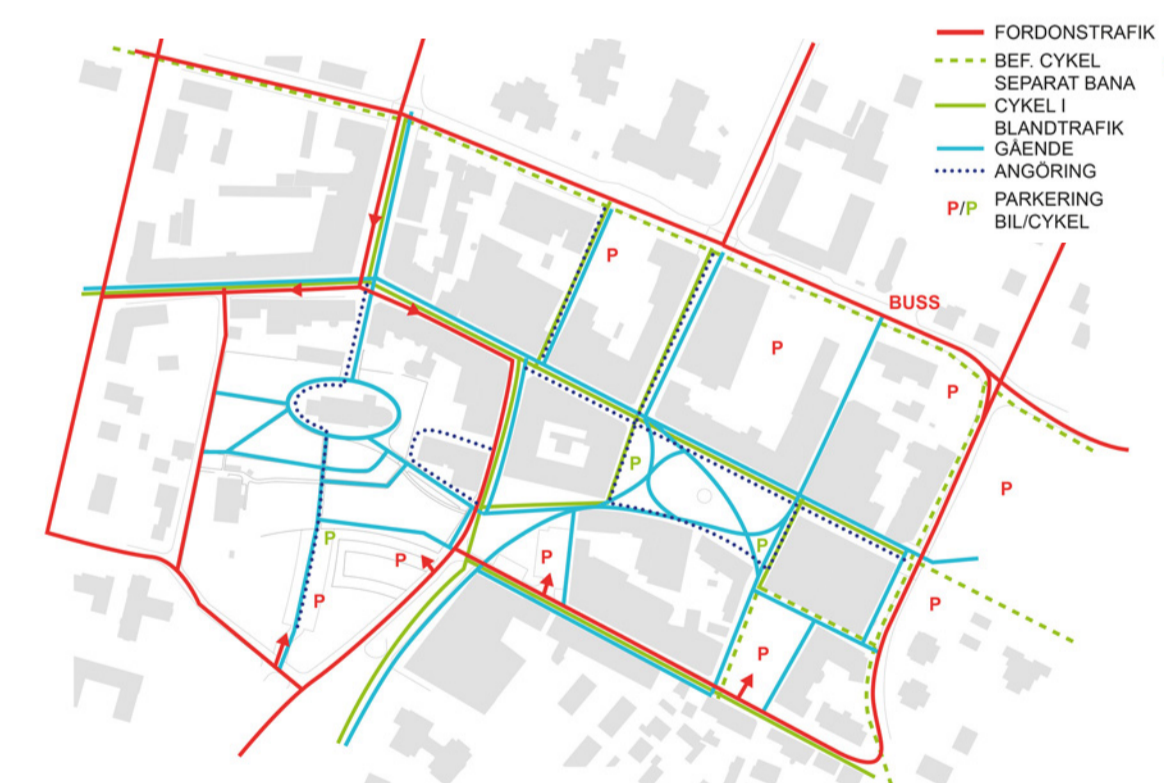 FORDONSTRAFIK
BEF. CYKEL
SEPARAT BANA
CYKEL I
BLANDTRAFIK
GÅENDE
ANGÖRING
P/P PARKERING
BIL/CYKEL
P
BUSS
P
P
P
P
P
P
P
P
P
P
P
P